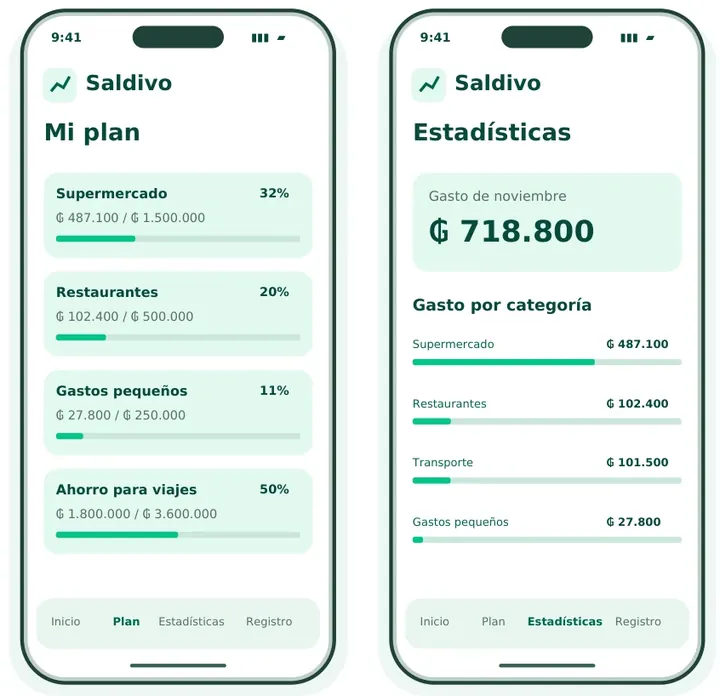 9:41
Saldivo
Mi plan
Supermercado 32%
₲ 487.100 / ₲ 1.500.000
Restaurantes 20%
₲ 102.400 / ₲ 500.000
Gastos pequeños 11%
₲ 27.800 / ₲ 250.000
Ahorro para viajes 50%
₲ 1.800.000 / ₲ 3.600.000
Inicio Plan Estadísticas Registro
9:41
Saldivo
Estadísticas
Gasto de noviembre
₲ 718.800
Gasto por categoría
Supermercado ₲ 487.100
Restaurantes ₲ 102.400
Transporte ₲ 101.500
Gastos pequeños ₲ 27.800
Inicio Plan Estadísticas Registro